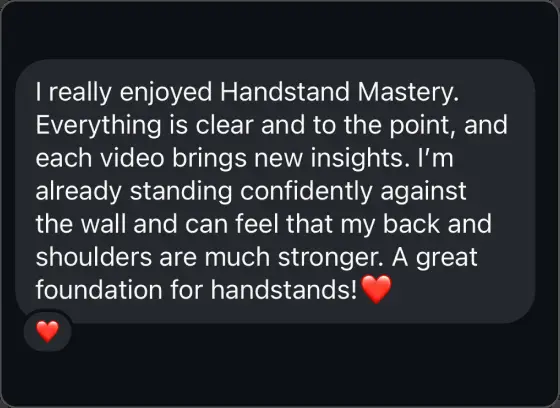 I really enjoyed Handstand Mastery.
Everything is clear and to the point, and
each video brings new insights. I’m
already standing confidently against
the wall and can feel that my back and
shoulders are much stronger. A great
foundation for handstands!❤️
❤️